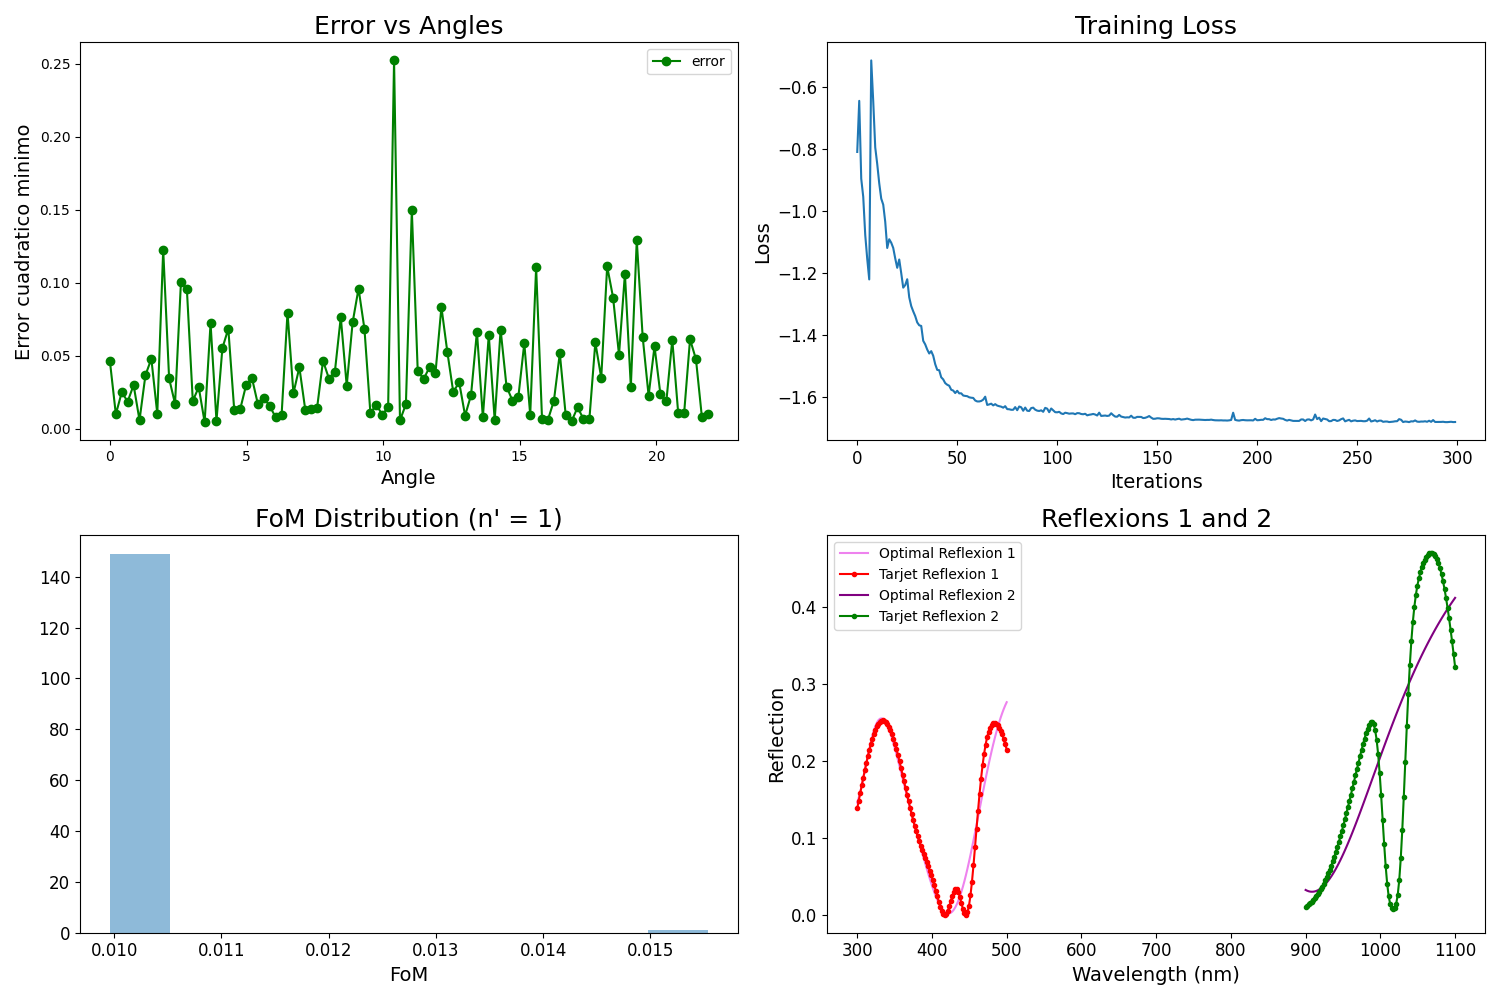 Error vs Angles
error
0.25
0.20
0.15
0.10
0.05
0.00
Error cuadratico minimo
0 5 10 15 20
Angle
Training Loss
−0.6
−0.8
−1.0
−1.2
−1.4
−1.6
Loss
0 50 100 150 200 250 300
Iterations
FoM Distribution (n' = 1)
140
120
100
80
60
40
20
0
0.010 0.011 0.012 0.013 0.014 0.015
FoM
Reflexions 1 and 2
Optimal Reflexion 1
Tarjet Reflexion 1
Optimal Reflexion 2
Tarjet Reflexion 2
0.4
0.3
0.2
0.1
0.0
Reflection
300 400 500 600 700 800 900 1000 1100
Wavelength (nm)